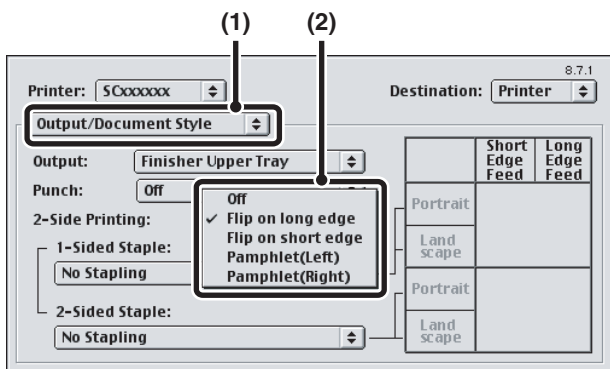 (1) (2)
8.7.1
Printer: SCxxxxxx Destination: Printer
Output/Document Style
Output: Finisher Upper Tray
Punch: Off
2-Side Printing:
Off
✓ Flip on long edge
Flip on short edge
Pamphlet(Left)
Pamphlet(Right)
1-Sided Staple:
No Stapling
2-Sided Staple:
No Stapling
Short Edge Feed
Long Edge Feed
Portrait
Land
scape
Portrait
Land
scape